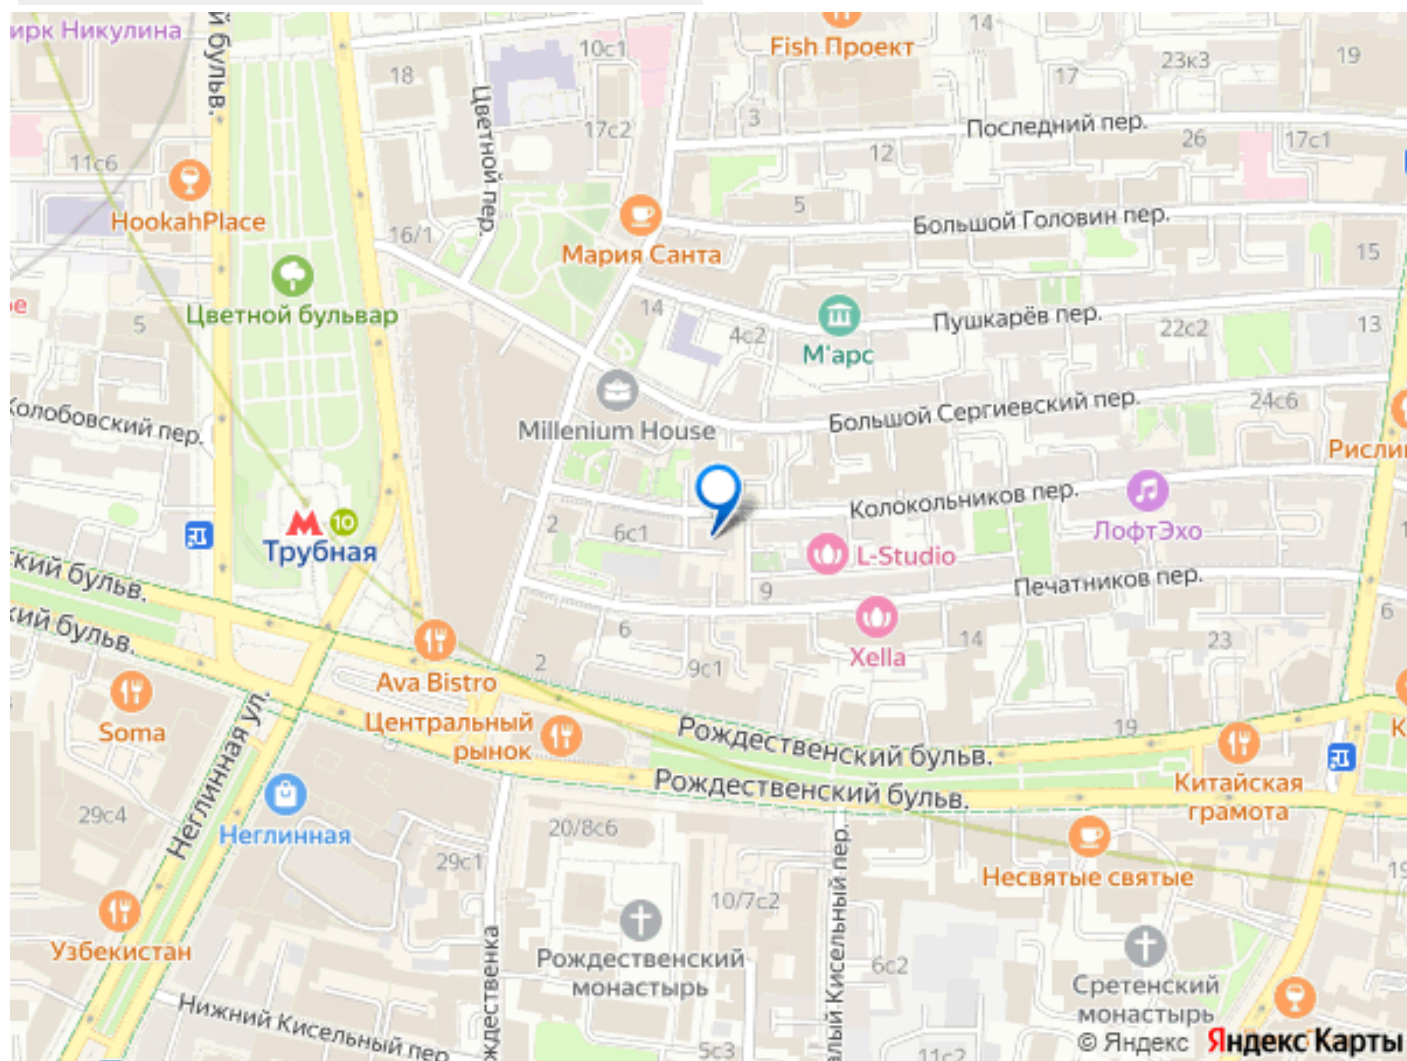 ирк Никулина
й бульв.
Fish Проект
10с1
14
18
17
23к3
19
Цветной пер.
17с2
3
Последний пер.
26
17с1
11с6
12
HookahPlace
5
Большой Головин пер.
16/1
Мария Санта
15
Цветной бульвар
5
14
4с2
М'арс
Пушкарёв пер.
22с2
13
Millenium House
Большой Сергиевский пер.
24с6
Колобовский пер.
Рисли
Колокольников пер.
ЛофтЭхо
2
6с1
М 10
Трубная
L-Studio
9
Печатников пер.
кий бульв.
кий бульв.
6
6
Xella
14
23
2
9с1
Ava Bistro
Soma
Центральный
рынок
Рождественский бульв.
19
Рождественский бульв.
Китайская
грамота
Неглинная ул.
Неглинная
29с4
20/8с6
29с1
Несвятые святые
10/7с2
Узбекистан
Рождественский
монастырь
6с2
Сретенский
монастырь
ждественка
алый Кисельный пер.
Нижний Кисельный пер
5с3
11с2
© Яндекс Яндекс Карты